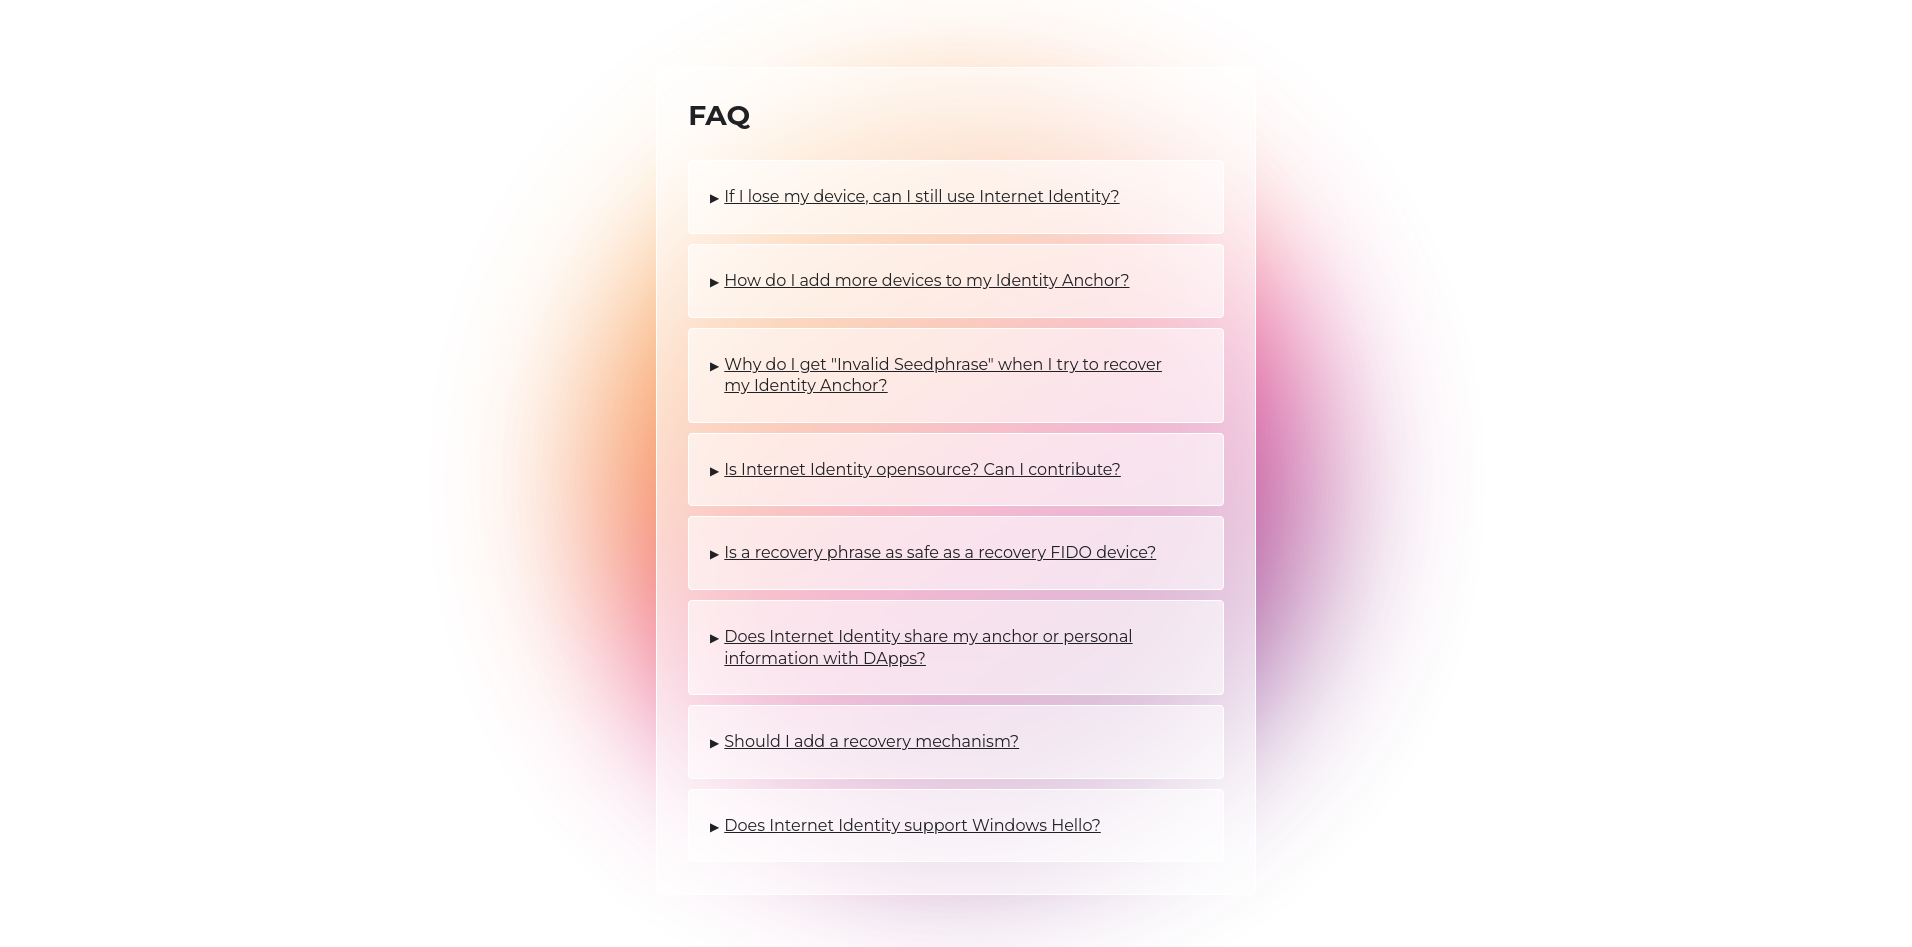 FAQ
▶ If I lose my device, can I still use Internet Identity?
▶ How do I add more devices to my Identity Anchor?
▶ Why do I get "Invalid Seedphrase" when I try to recover
my Identity Anchor?
▶ Is Internet Identity opensource? Can I contribute?
▶ Is a recovery phrase as safe as a recovery FIDO device?
▶ Does Internet Identity share my anchor or personal
information with DApps?
▶ Should I add a recovery mechanism?
▶ Does Internet Identity support Windows Hello?